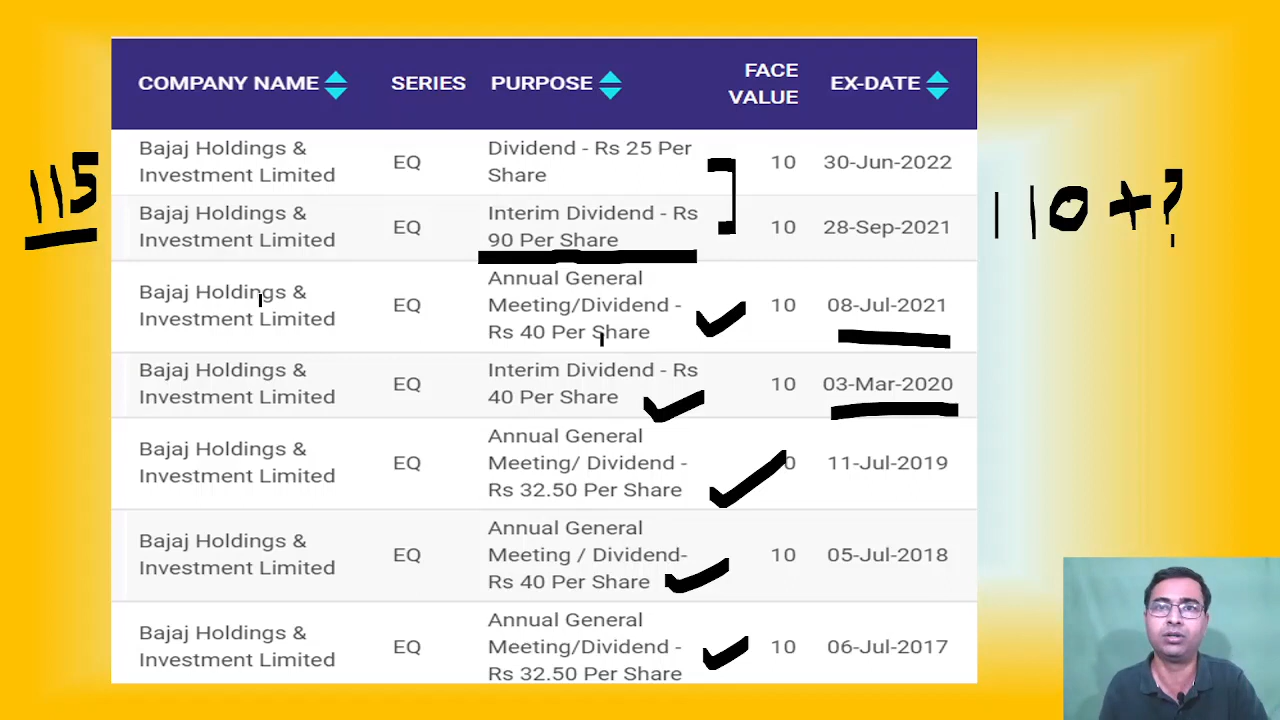 COMPANY NAME SERIES PURPOSE FACE VALUE EX-DATE
115
Bajaj Holdings & Investment Limited EQ Dividend - Rs 25 Per Share 10 30-Jun-2022
Bajaj Holdings & Investment Limited EQ Interim Dividend - Rs 90 Per Share 10 28-Sep-2021
110 + ?
Bajaj Holdings & Investment Limited EQ Annual General Meeting/Dividend - Rs 40 Per Share 10 08-Jul-2021
Bajaj Holdings & Investment Limited EQ Interim Dividend - Rs 40 Per Share 10 03-Mar-2020
Bajaj Holdings & Investment Limited EQ Annual General Meeting/ Dividend - Rs 32.50 Per Share 0 11-Jul-2019
Bajaj Holdings & Investment Limited EQ Annual General Meeting / Dividend- Rs 40 Per Share 10 05-Jul-2018
Bajaj Holdings & Investment Limited EQ Annual General Meeting/Dividend - Rs 32.50 Per Share 10 06-Jul-2017